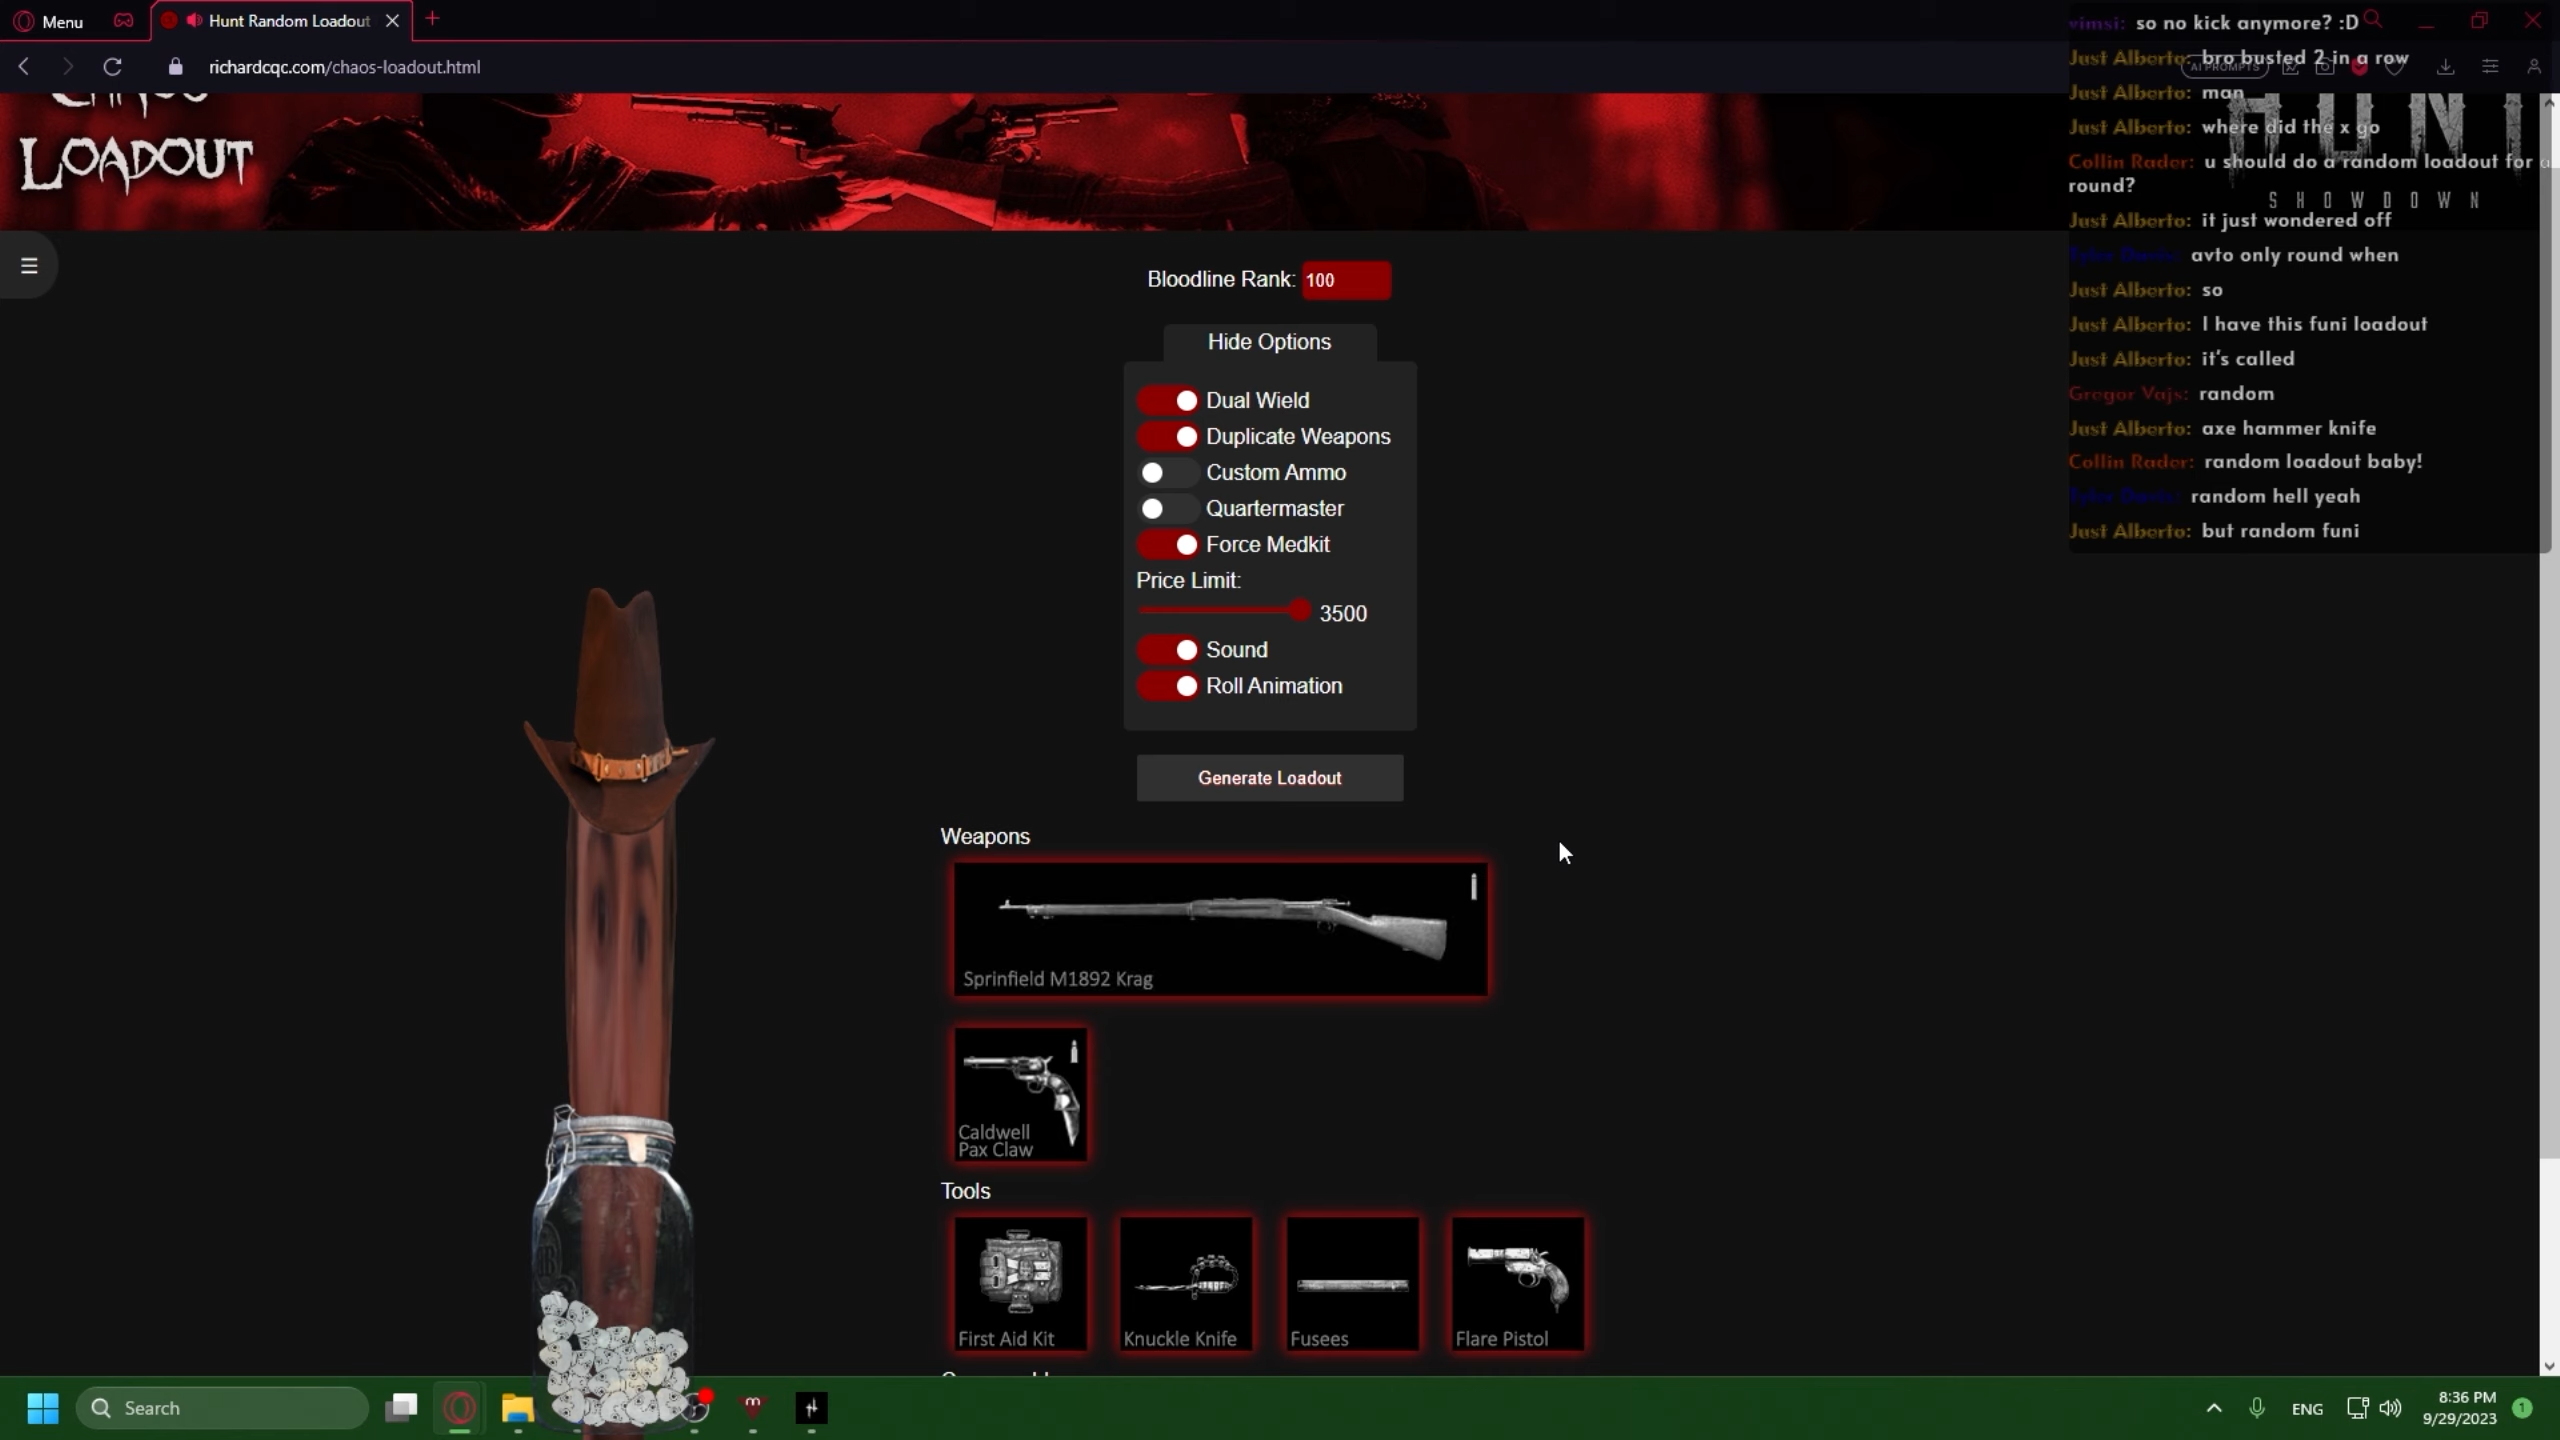 Menu
Hunt Random Loadout
richardcqc.com/chaos-loadout.html
AI PROMPTS
CHAOS
LOADOUT
HUNT
SHOWDOWN
vimsi: so no kick anymore? :D
Just Alberto: bro busted 2 in a row
Just Alberto: man
Just Alberto: where did the x go
Collin Rader: u should do a random loadout for a
round?
Just Alberto: it just wondered off
avto only round when
Just Alberto: so
Just Alberto: I have this funi loadout
Just Alberto: it's called
Gregor Vajs: random
Just Alberto: axe hammer knife
Collin Rader: random loadout baby!
random hell yeah
Just Alberto: but random funi
Bloodline Rank: 100
Hide Options
Dual Wield
Duplicate Weapons
Custom Ammo
Quartermaster
Force Medkit
Price Limit:
3500
Sound
Roll Animation
Generate Loadout
Weapons
Sprinfield M1892 Krag
Caldwell
Pax Claw
Tools
First Aid Kit
Knuckle Knife
Fusees
Flare Pistol
Search
ENG
8:36 PM
9/29/2023
1